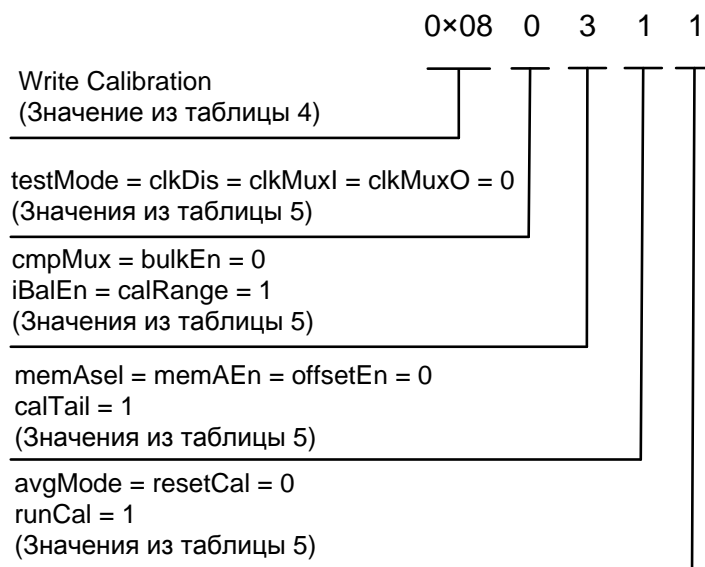 0×08 0 3 1 1
Write Calibration
(Значение из таблицы 4)
testMode = clkDis = clkMuxI = clkMuxO = 0
(Значения из таблицы 5)
cmpMux = bulkEn = 0
iBalEn = calRange = 1
(Значения из таблицы 5)
memAsel = memAEn = offsetEn = 0
calTail = 1
(Значения из таблицы 5)
avgMode = resetCal = 0
runCal = 1
(Значения из таблицы 5)